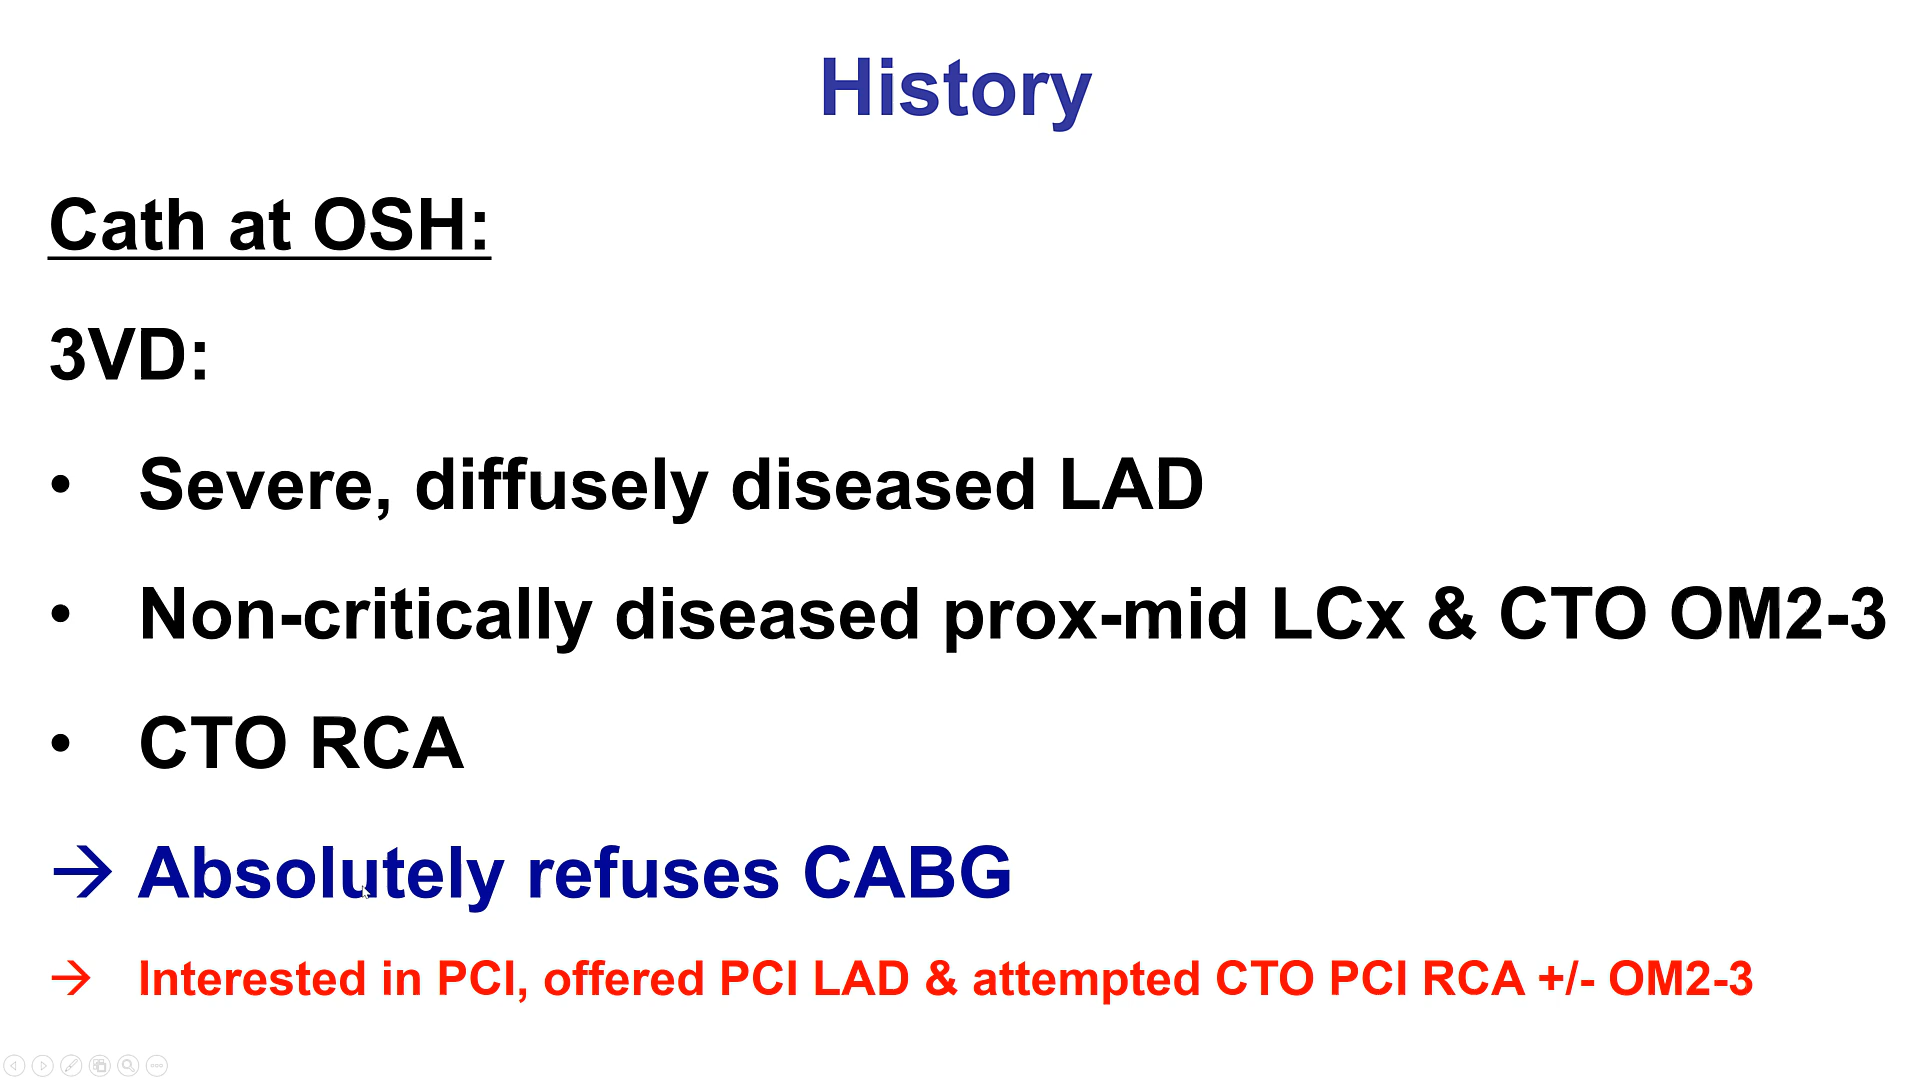 History
Cath at OSH:
3VD:
• Severe, diffusely diseased LAD
• Non-critically diseased prox-mid LCx & CTO OM2-3
• CTO RCA
→ Absolutely refuses CABG
→ Interested in PCI, offered PCI LAD & attempted CTO PCI RCA +/- OM2-3